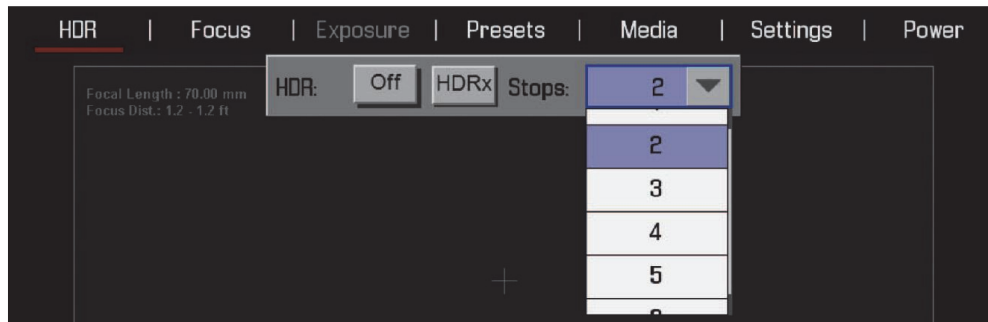 HDR | Focus | Exposure | Presets | Media | Settings | Power
HDR: Off HDRx Stops: 2
Focal Length : 70.00 mm
Focus Dist.: 1.2 - 1.2 ft
2
3
4
5